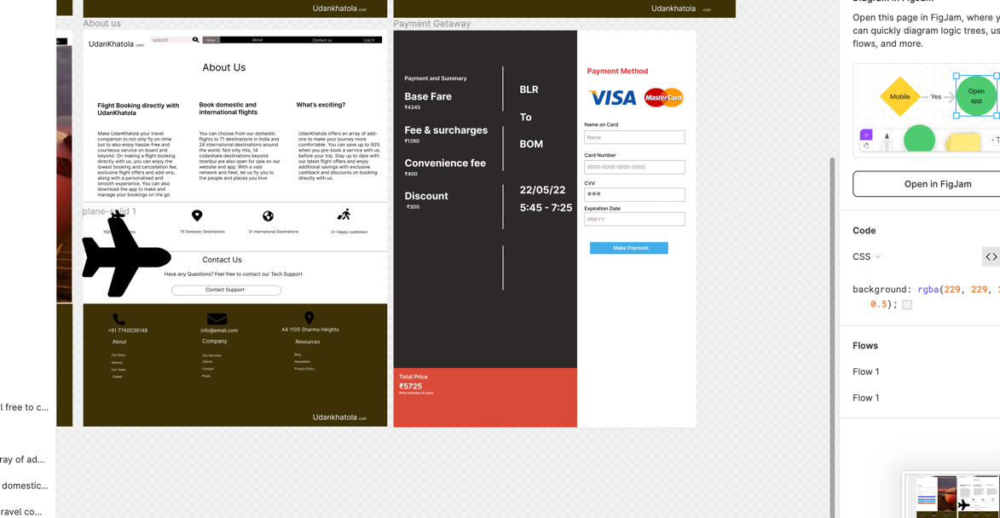 UdanKhatola .com
UdanKhatola .com
About us
UdanKhatola .com
search
Home
About
Contact us
Log in
About Us
Flight Booking directly with
UdanKhatola
Make UdanKhatola your travel
companion to not only fly on-time
but to also enjoy hassle-free and
courteous service on board and
beyond. On making a flight booking
directly with us, you can enjoy the
lowest booking and cancellation fee,
exclusive flight offers and add-ons,
along with a personalised and
smooth experience. You can also
download the app to make and
manage your bookings on the go.
Book domestic and
international flights
You can choose from our domestic
flights to 71 destinations in India and
24 international destinations around
the world. Not only this, 14
codeshare destinations beyond
Istanbul are also open for sale on our
website and app. With a vast
network and fleet, let us fly you to
the people and places you love
What's exciting?
UdanKhatola offers an array of add-
ons to make your journey more
comfortable. You can save up to 50%
when you pre-book a service with us
before your trip. Stay up to date with
our latest flight offers and enjoy
additional savings with exclusive
cashback and discounts on booking
directly with us.
plane-solid 1
75 Domestic Destinations
31 International Destinations
3+ Happy customers
Contact Us
Have any Questions? Feel free to contact our Tech Support
Contact Support
+91 7740036148
info@email.com
A4 1105 Sharma Heights
About
Our Story
Awards
Our Team
Career
Company
Our Services
Clients
Contact
Press
Resources
Blog
Newsletter
Privacy Policy
UdanKhatola .com
Payment Getaway
Payment and Summary
Base Fare
₹4345
Fee & surcharges
₹1280
Convenience fee
₹400
Discount
₹300
BLR
To
BOM
22/05/22
5:45 - 7:25
Total Price
₹5725
Price includes all taxes
Payment Method
VISA
MasterCard
Name on Card
Name
Card Number
0000-0000-0000-0000
CVV
Expiration Date
MM/YY
Make Payment
l free to c...
ray of ad...
domestic...
travel co...
Open this page in FigJam, where y
can quickly diagram logic trees, us
flows, and more.
Mobile
Yes
Open
app
Open in FigJam
Code
CSS
<>
background: rgba(229, 229,
0.5);
Flows
Flow 1
Flow 1